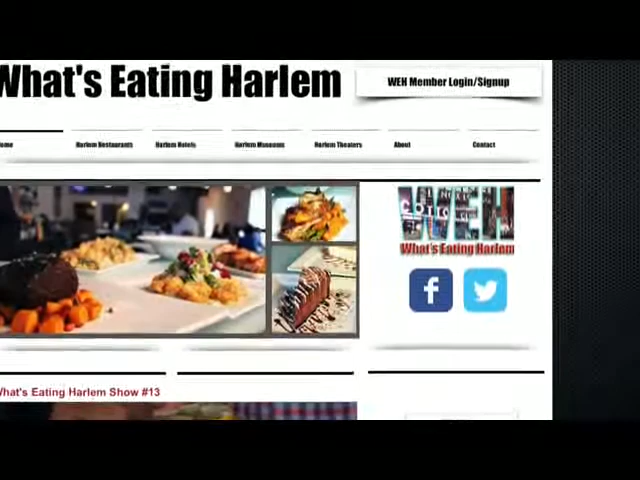 What's Eating Harlem
WEH Member Login/Signup
ome
Harlem Restaurants
Harlem Hotels
Harlem Museums
Harlem Theaters
About
Contact
WEH
What's Eating Harlem
f
What's Eating Harlem Show #13